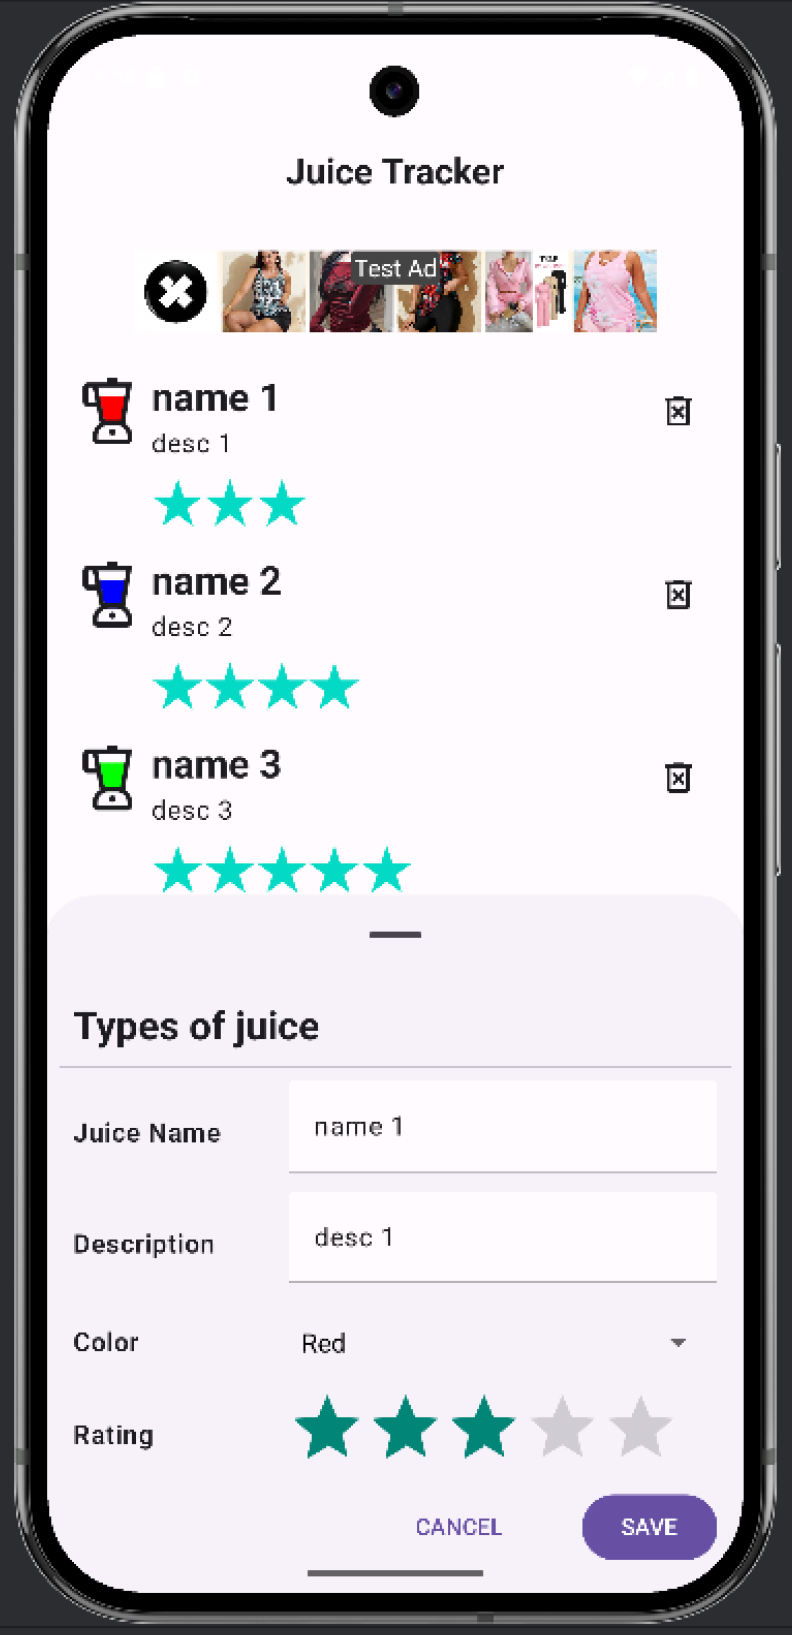 Juice Tracker
Test Ad
name 1
desc 1
name 2
desc 2
name 3
desc 3
Types of juice
Juice Name
name 1
Description
desc 1
Color
Red
Rating
CANCEL
SAVE